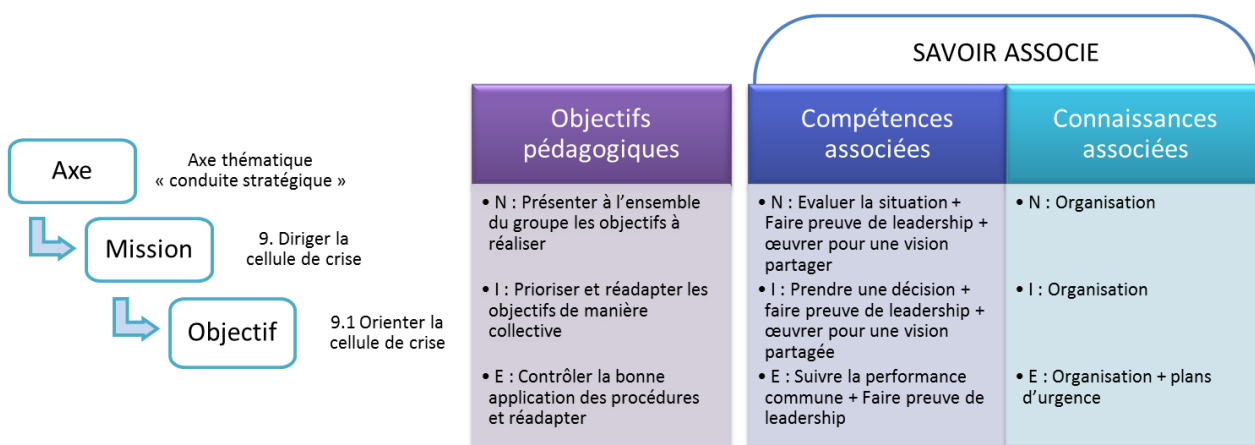 Axe
Axe thématique
« conduite stratégique »
Mission
9. Diriger la
cellule de crise
Objectif
9.1 Orienter la
cellule de crise
SAVOIR ASSOCIE
Objectifs
pédagogiques
• N : Présenter à l’ensemble
du groupe les objectifs à
réaliser
• I : Prioriser et réadapter les
objectifs de manière
collective
• E : Contrôler la bonne
application des procédures
et réadapter
Compétences
associées
• N : Evaluer la situation +
Faire preuve de leadership +
œuvrer pour une vision
partager
• I : Prendre une décision +
faire preuve de leadership +
œuvrer pour une vision
partagée
• E : Suivre la performance
commune + Faire preuve de
leadership
Connaissances
associées
• N : Organisation
• I : Organisation
• E : Organisation + plans
d’urgence